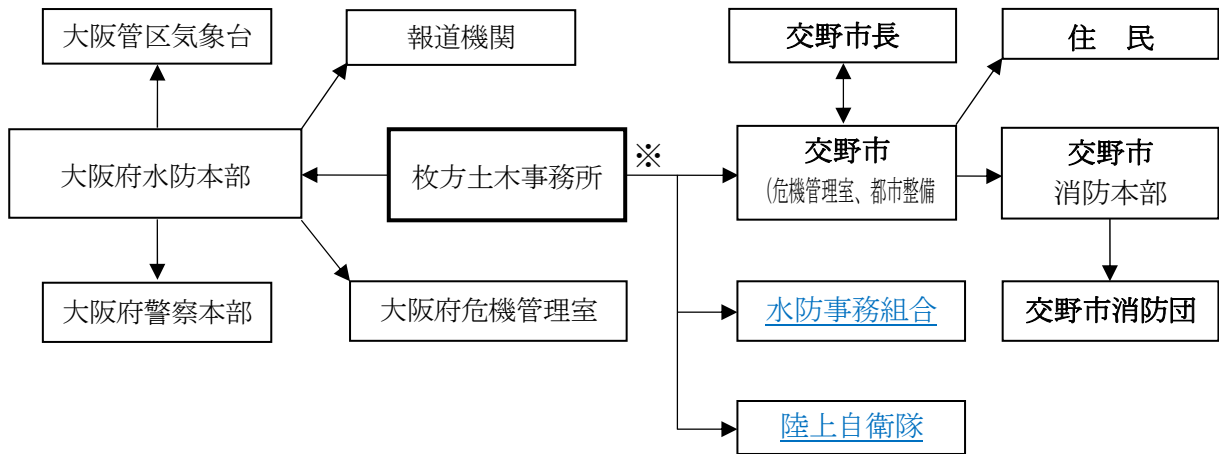 大阪管区気象台
報道機関
交野市長
住　民
大阪府水防本部
枚方土木事務所
※
交野市
(危機管理室、都市整備
交野市
消防本部
大阪府警察本部
大阪府危機管理室
水防事務組合
交野市消防団
陸上自衛隊